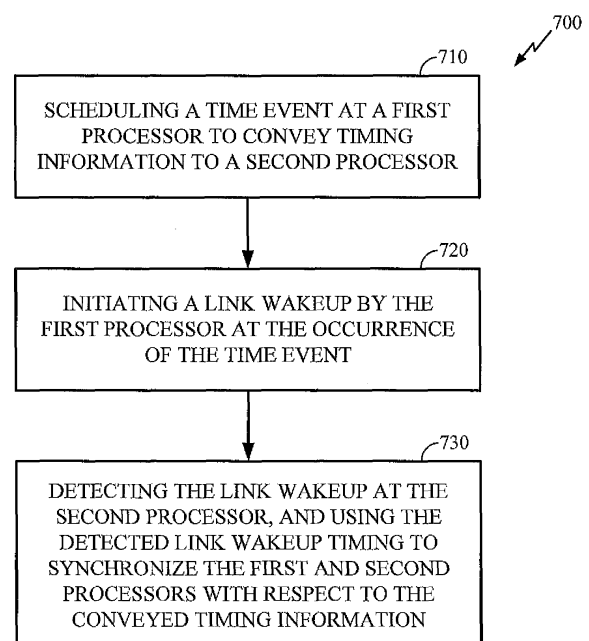 700
710
SCHEDULING A TIME EVENT AT A FIRST
PROCESSOR TO CONVEY TIMING
INFORMATION TO A SECOND PROCESSOR
720
INITIATING A LINK WAKEUP BY THE
FIRST PROCESSOR AT THE OCCURRENCE
OF THE TIME EVENT
730
DETECTING THE LINK WAKEUP AT THE
SECOND PROCESSOR, AND USING THE
DETECTED LINK WAKEUP TIMING TO
SYNCHRONIZE THE FIRST AND SECOND
PROCESSORS WITH RESPECT TO THE
CONVEYED TIMING INFORMATION